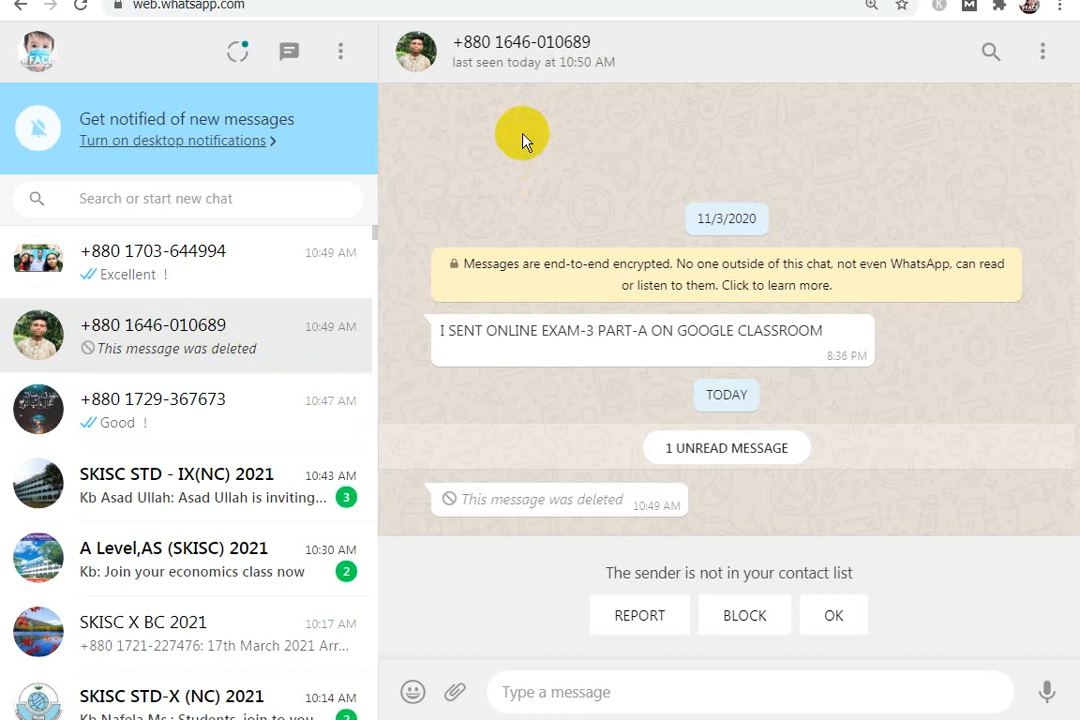 web.whatsapp.com
+880 1646-010689
last seen today at 10:50 AM
Get notified of new messages
Turn on desktop notifications
Search or start new chat
+880 1703-644994 10:49 AM
Excellent !
+880 1646-010689 10:49 AM
This message was deleted
+880 1729-367673 10:47 AM
Good !
SKISC STD - IX(NC) 2021 10:43 AM
Kb Asad Ullah: Asad Ullah is inviting... 3
A Level,AS (SKISC) 2021 10:30 AM
Kb: Join your economics class now 2
SKISC X BC 2021 10:17 AM
+880 1721-227476: 17th March 2021 Arr...
SKISC STD-X (NC) 2021 10:14 AM
Kb Nafela Ms : Students, join to you
11/3/2020
Messages are end-to-end encrypted. No one outside of this chat, not even WhatsApp, can read
or listen to them. Click to learn more.
I SENT ONLINE EXAM-3 PART-A ON GOOGLE CLASSROOM
8:36 PM
TODAY
1 UNREAD MESSAGE
This message was deleted 10:49 AM
The sender is not in your contact list
REPORT BLOCK OK
Type a message